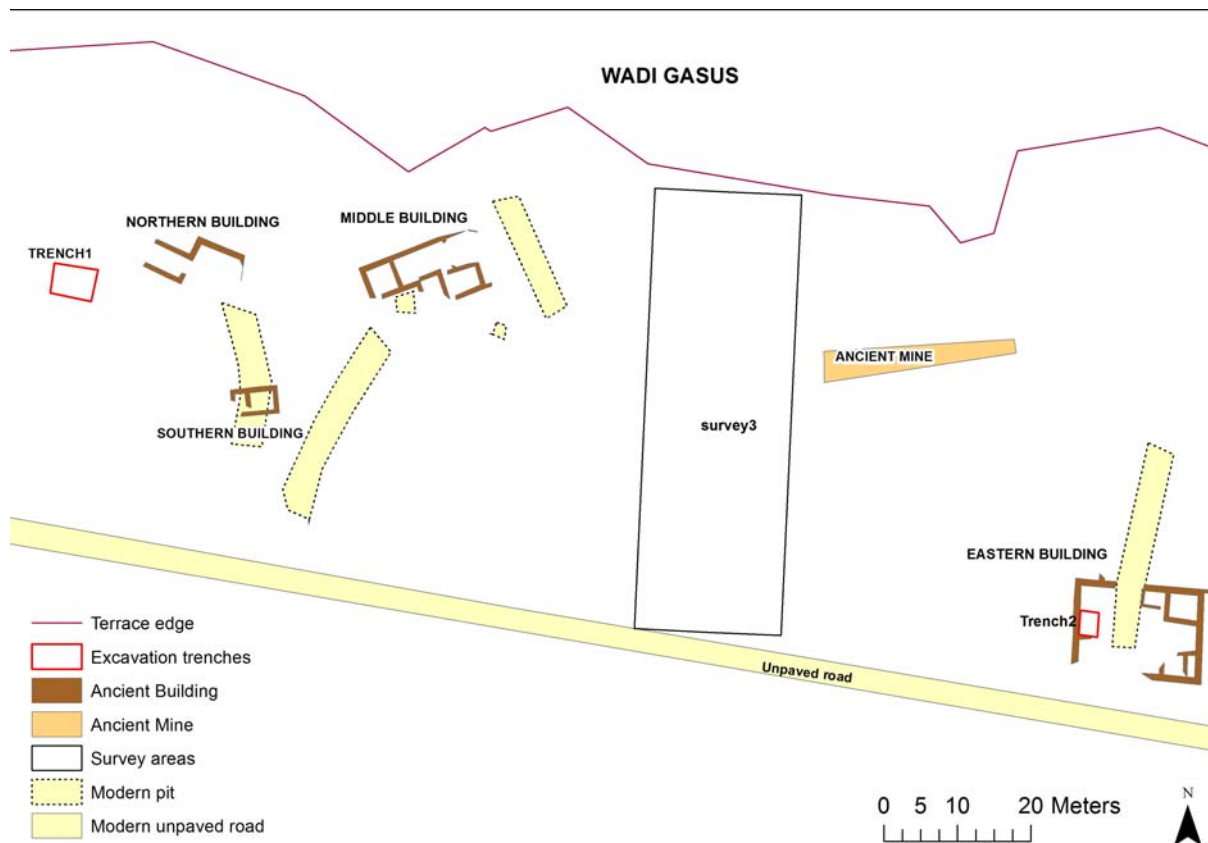 WADI GASUS
NORTHERN BUILDING
MIDDLE BUILDING
TRENCH1
ANCIENT MINE
SOUTHERN BUILDING
survey3
EASTERN BUILDING
Trench2
Unpaved road
Terrace edge
Excavation trenches
Ancient Building
Ancient Mine
Survey areas
Modern pit
Modern unpaved road
0 5 10 20 Meters
N